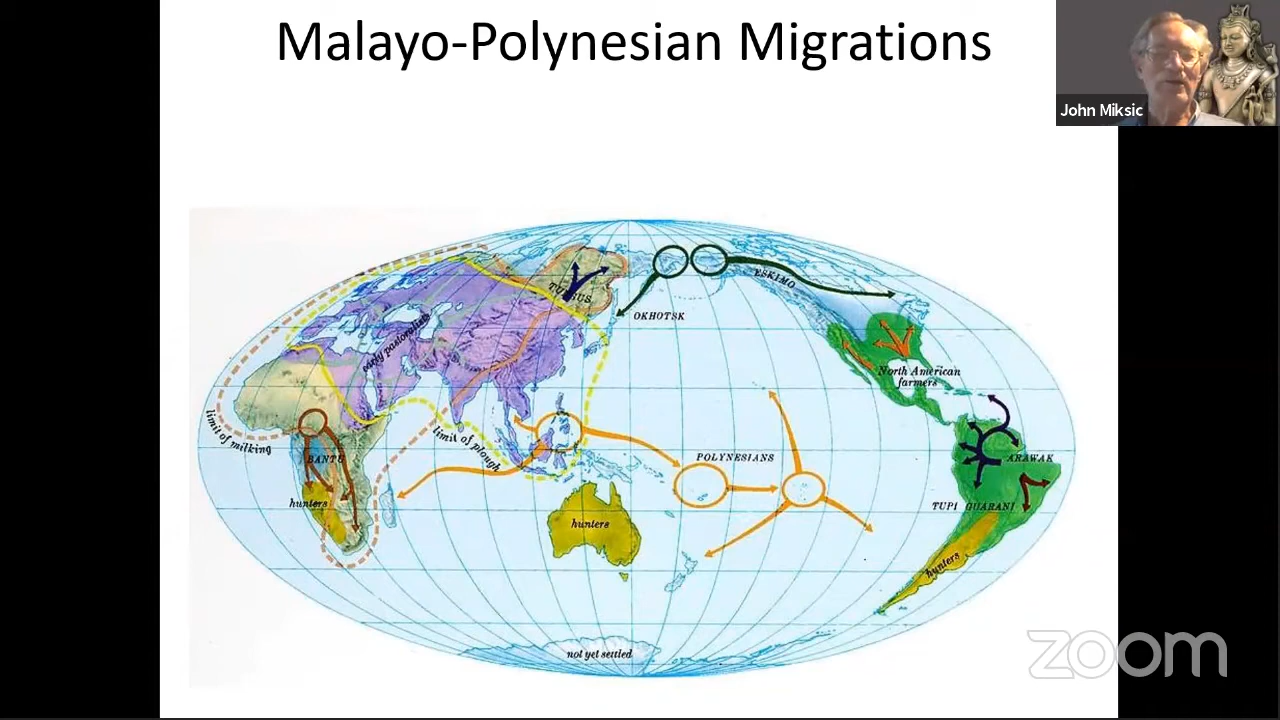 Malayo-Polynesian Migrations
John Miksic
TUNGUS
ESKIMO
OKHOTSK
early pastoralists
North American
farmers
limit of milking
limit of plough
BANTU
POLYNESIANS
ARAWAK
hunters
TUPI GUARANI
hunters
hunters
not yet settled
zoom